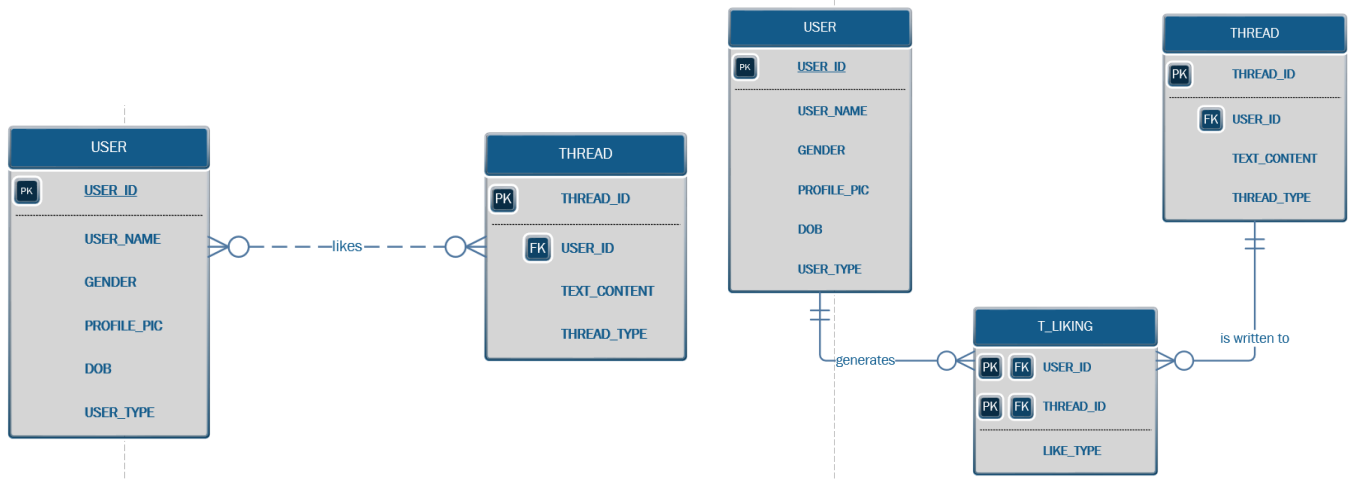 USER
PK USER_ID
USER_NAME
GENDER
PROFILE_PIC
DOB
USER_TYPE
likes
THREAD
PK THREAD_ID
FK USER_ID
TEXT_CONTENT
THREAD_TYPE
USER
PK USER_ID
USER_NAME
GENDER
PROFILE_PIC
DOB
USER_TYPE
generates
T_LIKING
PK FK USER_ID
PK FK THREAD_ID
LIKE_TYPE
is written to
THREAD
PK THREAD_ID
FK USER_ID
TEXT_CONTENT
THREAD_TYPE